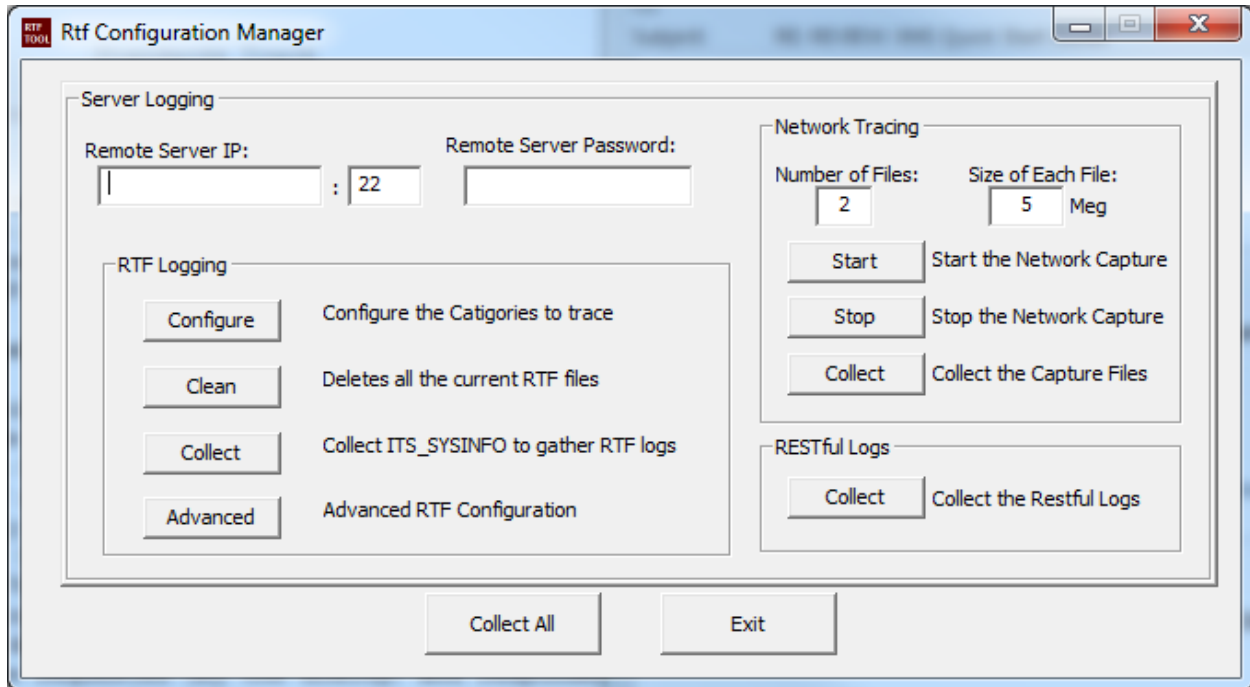 RTF
TOOL
Rtf Configuration Manager
Server Logging
Remote Server IP:
: 22
Remote Server Password:
RTF Logging
Configure Configure the Catigories to trace
Clean Deletes all the current RTF files
Collect Collect ITS_SYSINFO to gather RTF logs
Advanced Advanced RTF Configuration
Network Tracing
Number of Files: Size of Each File:
2 5 Meg
Start Start the Network Capture
Stop Stop the Network Capture
Collect Collect the Capture Files
RESTful Logs
Collect Collect the Restful Logs
Collect All Exit